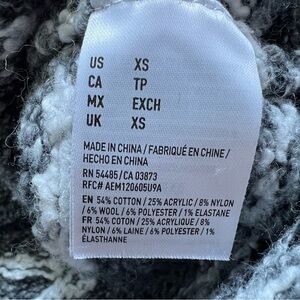 US XS
CA TP
MX EXCH
UK XS
MADE IN CHINA / FABRIQUÉ EN CHINE /
HECHO EN CHINA
RN 54485/CA 03873
RFC# AEM120605U9A
EN 54% COTTON / 25% ACRYLIC / 8% NYLON
/ 6% WOOL / 6% POLYESTER / 1% ELASTANE
FR 54% COTON / 25% ACRYLIQUE / 8%
NYLON / 6% LAINE / 6% POLYESTER / 1%
ÉLASTHANNE